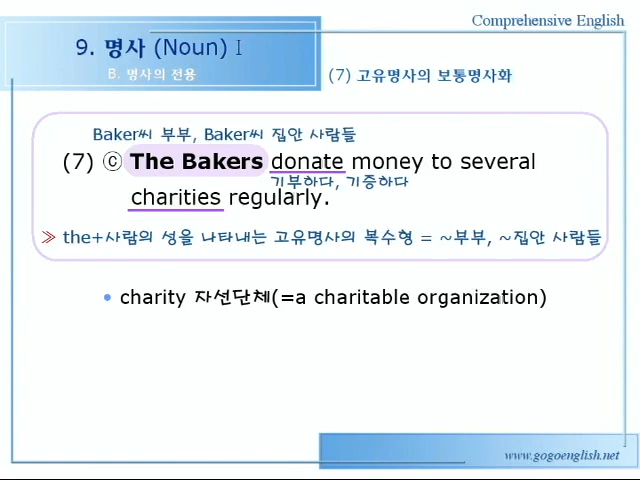 Comprehensive English
9. 명사 (Noun) I
B. 명사의 전용
(7) 고유명사의 보통명사화
Baker씨 부부, Baker씨 집안 사람들
(7) ⓒ The Bakers donate money to several
기부하다, 기증하다
charities regularly.
≫ the+사람의 성을 나타내는 고유명사의 복수형 = ~부부, ~집안 사람들
• charity 자선단체(=a charitable organization)
www.gogoenglish.net